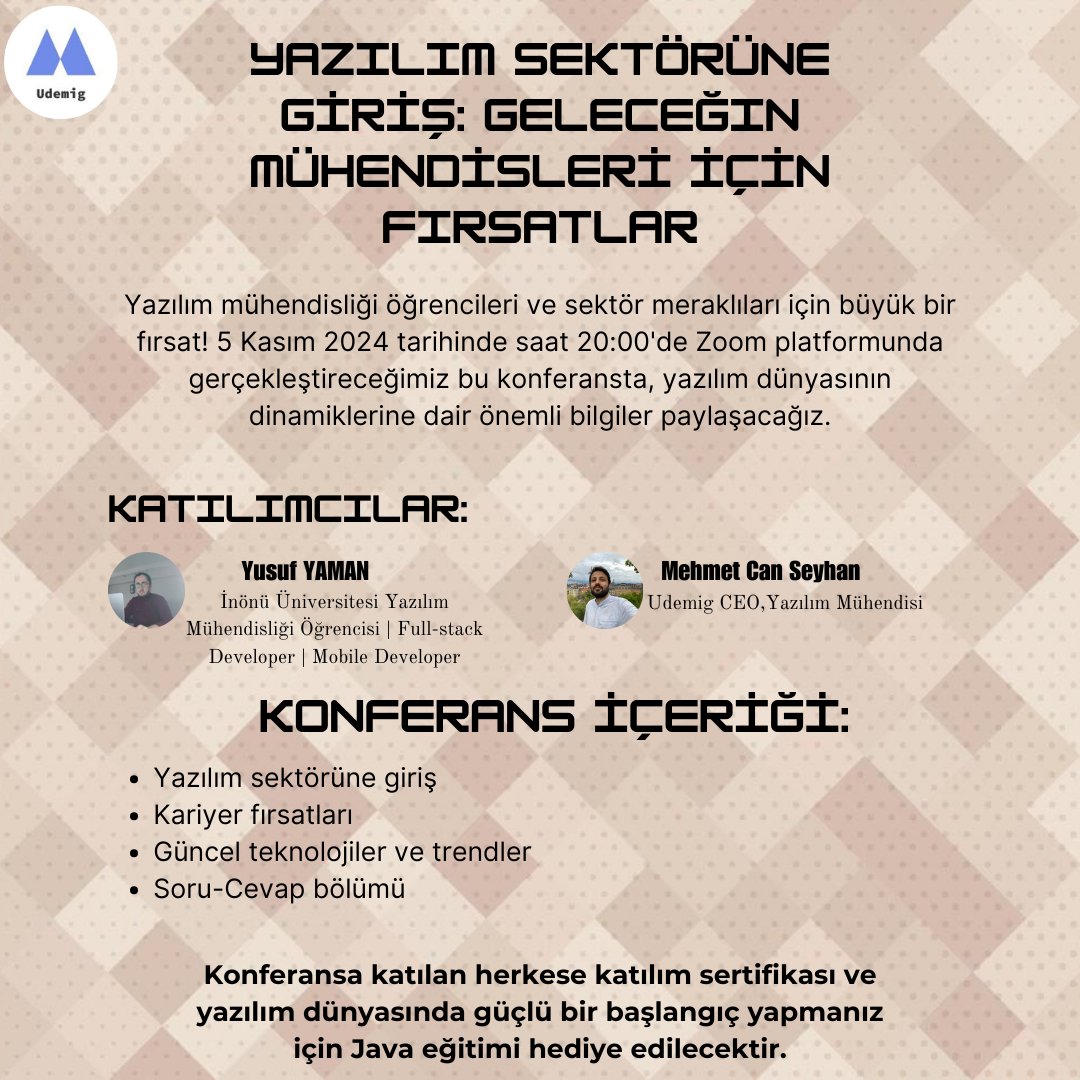 Udemig
YAZILIM SEKTÖRÜNE
GİRİŞ: GELECEĞIN
MÜHENDİSLERİ İÇİN
FIRSATLAR
Yazılım mühendisliği öğrencileri ve sektör meraklıları için büyük bir
fırsat! 5 Kasım 2024 tarihinde saat 20:00'de Zoom platformunda
gerçekleştireceğimiz bu konferansta, yazılım dünyasının
dinamiklerine dair önemli bilgiler paylaşacağız.
KATILIMCILAR:
Yusuf YAMAN
İnönü Üniversitesi Yazılım
Mühendisliği Öğrencisi | Full-stack
Developer | Mobile Developer
Mehmet Can Seyhan
Udemig CEO,Yazılım Mühendisi
KONFERANS İÇERİĞİ:
• Yazılım sektörüne giriş
• Kariyer fırsatları
• Güncel teknolojiler ve trendler
• Soru-Cevap bölümü
Konferansa katılan herkese katılım sertifikası ve
yazılım dünyasında güçlü bir başlangıç yapmanız
için Java eğitimi hediye edilecektir.